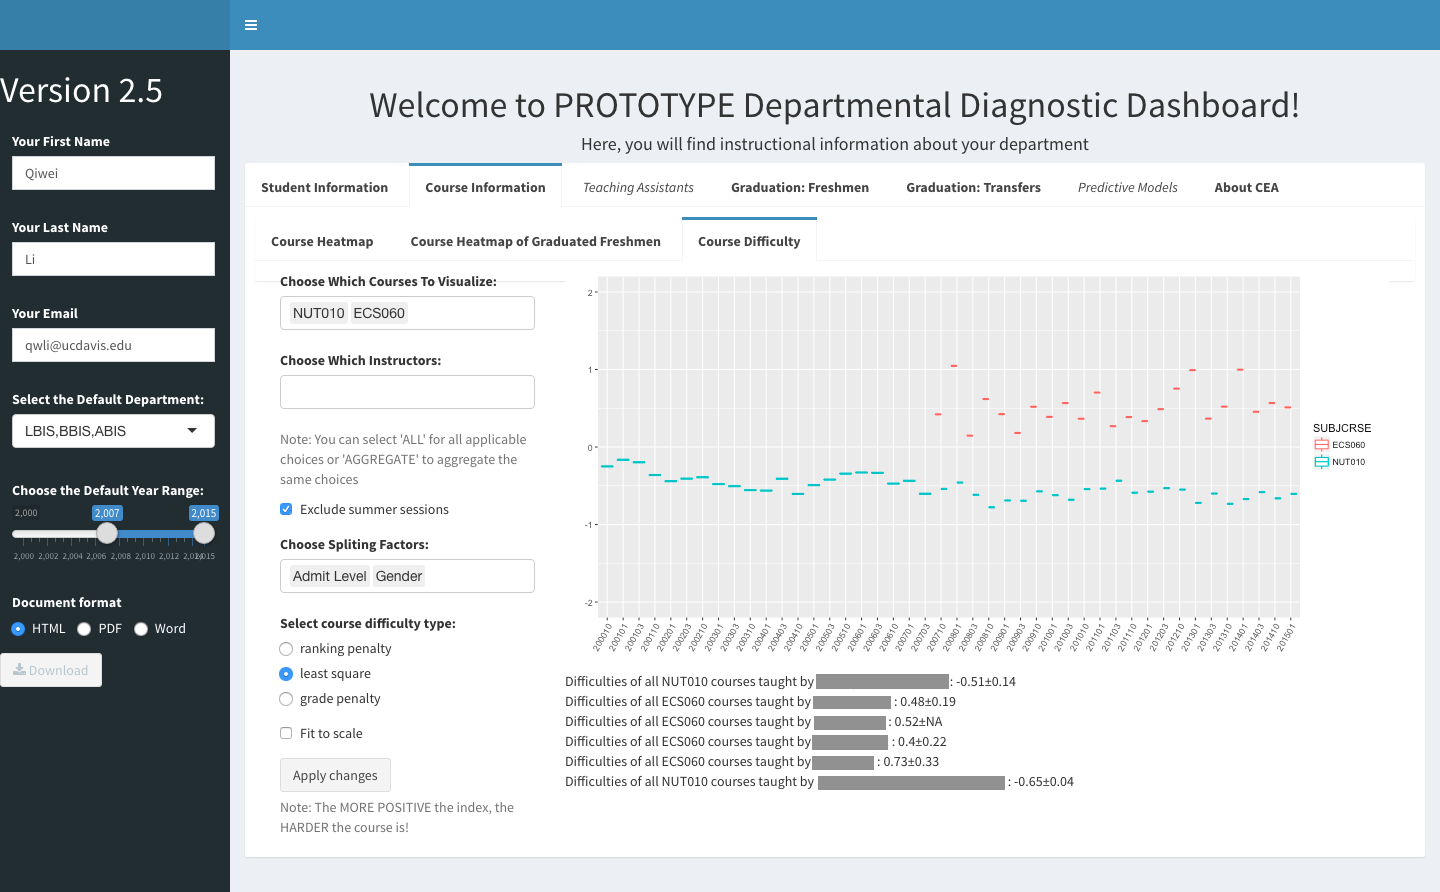 Version 2.5
Your First Name
Qiwei
Your Last Name
Li
Your Email
qwli@ucdavis.edu
Select the Default Department:
LBIS,BBIS,ABIS
Choose the Default Year Range:
2,000 2,007 2,015
2,000 2,002 2,004 2,006 2,008 2,010 2,012 2,014 2,015
Document format
HTML PDF Word
Download
Welcome to PROTOTYPE Departmental Diagnostic Dashboard!
Here, you will find instructional information about your department
Student Information Course Information Teaching Assistants Graduation: Freshmen Graduation: Transfers Predictive Models About CEA
Course Heatmap Course Heatmap of Graduated Freshmen Course Difficulty
Choose Which Courses To Visualize:
NUT010 ECS060
Choose Which Instructors:
Note: You can select 'ALL' for all applicable
choices or 'AGGREGATE' to aggregate the
same choices
Exclude summer sessions
Choose Spliting Factors:
Admit Level Gender
Select course difficulty type:
ranking penalty
least square
grade penalty
Fit to scale
Apply changes
Note: The MORE POSITIVE the index, the
HARDER the course is!
2
1
0
-1
-2
200010 200101 200103 200110 200201 200203 200210 200301 200303 200310 200401 200403 200410 200501 200503 200510 200601 200603 200610 200701 200703 200710 200801 200803 200810 200901 200903 200910 201001 201003 201010 201101 201103 201110 201201 201203 201210 201301 201303 201310 201401 201403 201410 201501
SUBJCRSE
ECS060
NUT010
Difficulties of all NUT010 courses taught by : -0.51±0.14
Difficulties of all ECS060 courses taught by : 0.48±0.19
Difficulties of all ECS060 courses taught by : 0.52±NA
Difficulties of all ECS060 courses taught by : 0.4±0.22
Difficulties of all ECS060 courses taught by : 0.73±0.33
Difficulties of all NUT010 courses taught by : -0.65±0.04